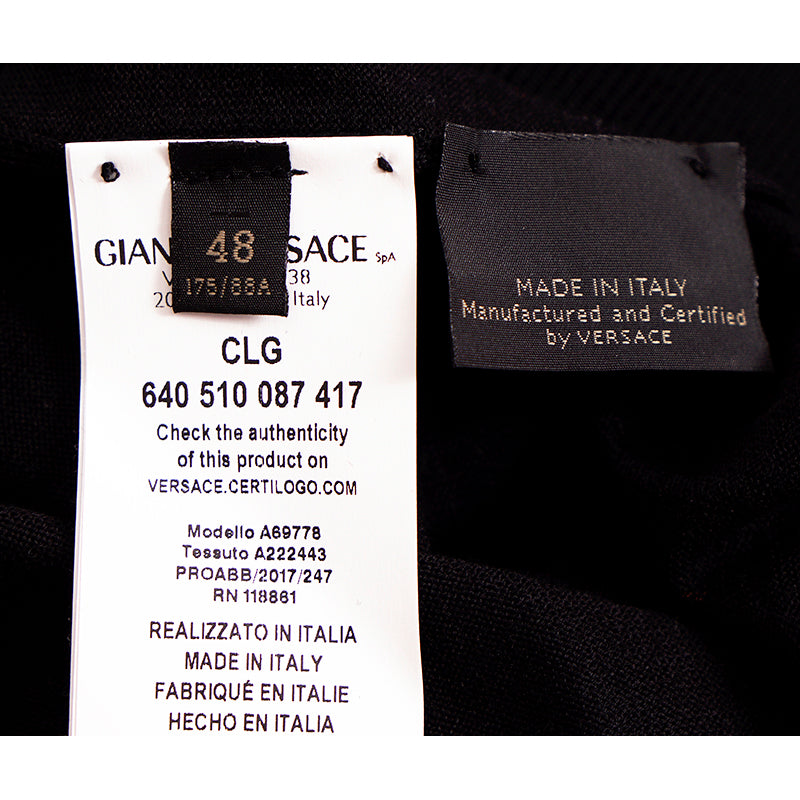 48
175/88A
GIAN SACE SpA
V 38
20 Italy
CLG
640 510 087 417
Check the authenticity
of this product on
VERSACE.CERTILOGO.COM
Modello A69778
Tessuto A222443
PROABB/2017/247
RN 118861
REALIZZATO IN ITALIA
MADE IN ITALY
FABRIQUÉ EN ITALIE
HECHO EN ITALIA
MADE IN ITALY
Manufactured and Certified
by VERSACE